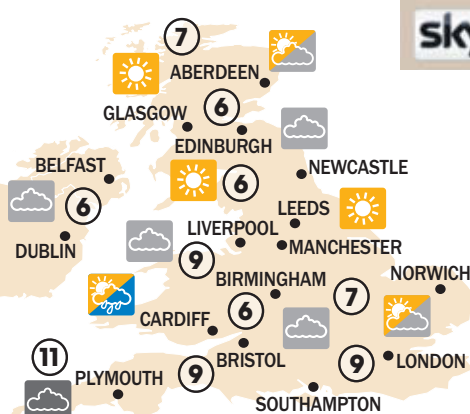 7
sky
ABERDEEN
GLASGOW
6
EDINBURGH
BELFAST
6
NEWCASTLE
6
LEEDS
DUBLIN
LIVERPOOL
MANCHESTER
9
BIRMINGHAM
7
NORWICH
CARDIFF
6
BRISTOL
11
PLYMOUTH
9
9
LONDON
SOUTHAMPTON